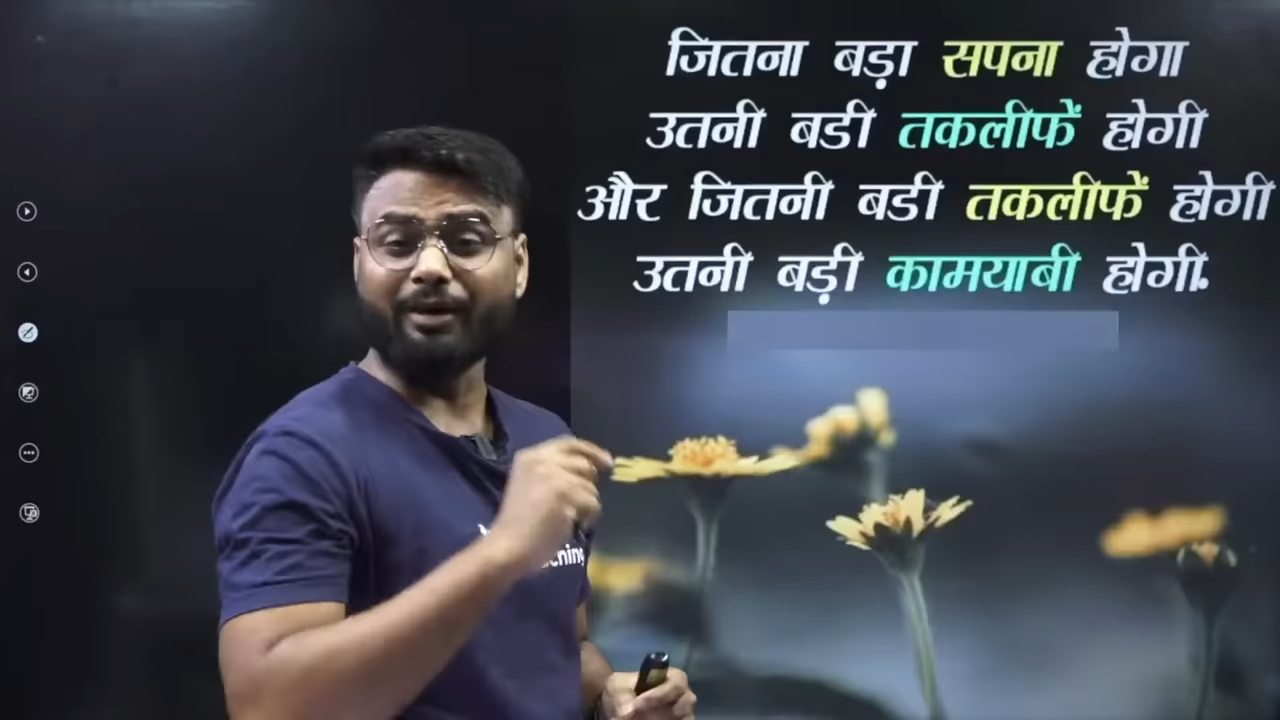 जितना बड़ा सपना होगा
उतनी बडी तकलीफें होगी
और जितनी बडी तकलीफें होगी
उतनी बड़ी कामयाबी होगी.